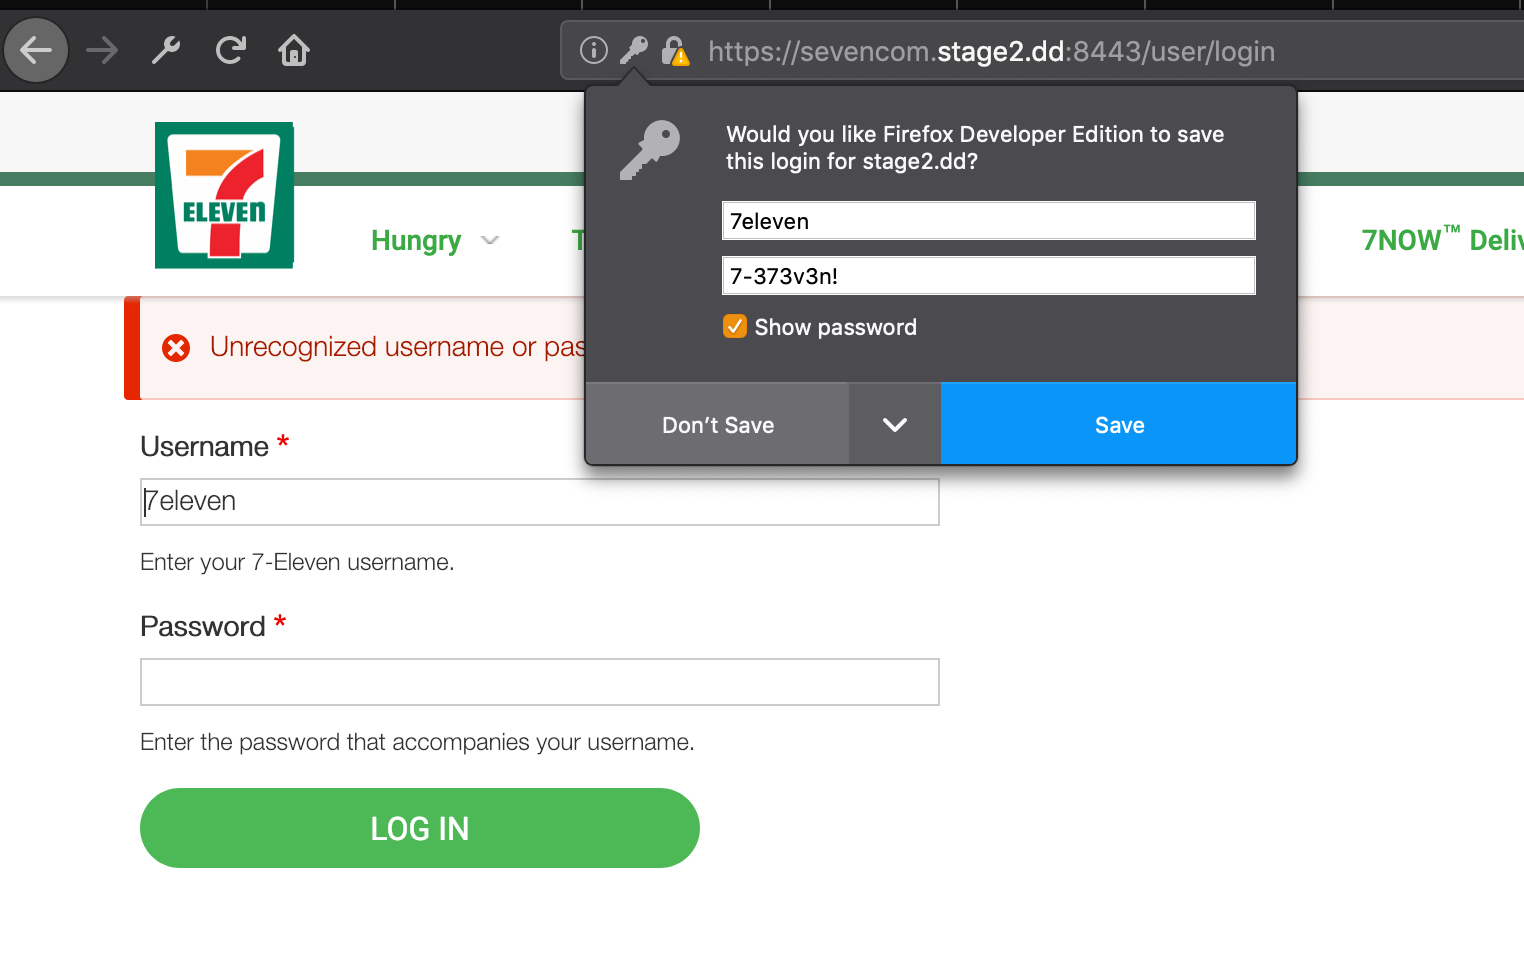 https://sevencom.stage2.dd:8443/user/login
Would you like Firefox Developer Edition to save
this login for stage2.dd?
7eleven
7-373v3n!
Show password
Don't Save
Save
7
ELEVEN
Hungry
T
7NOW™ Deliv
Unrecognized username or pas
Username *
7eleven
Enter your 7-Eleven username.
Password *
Enter the password that accompanies your username.
LOG IN